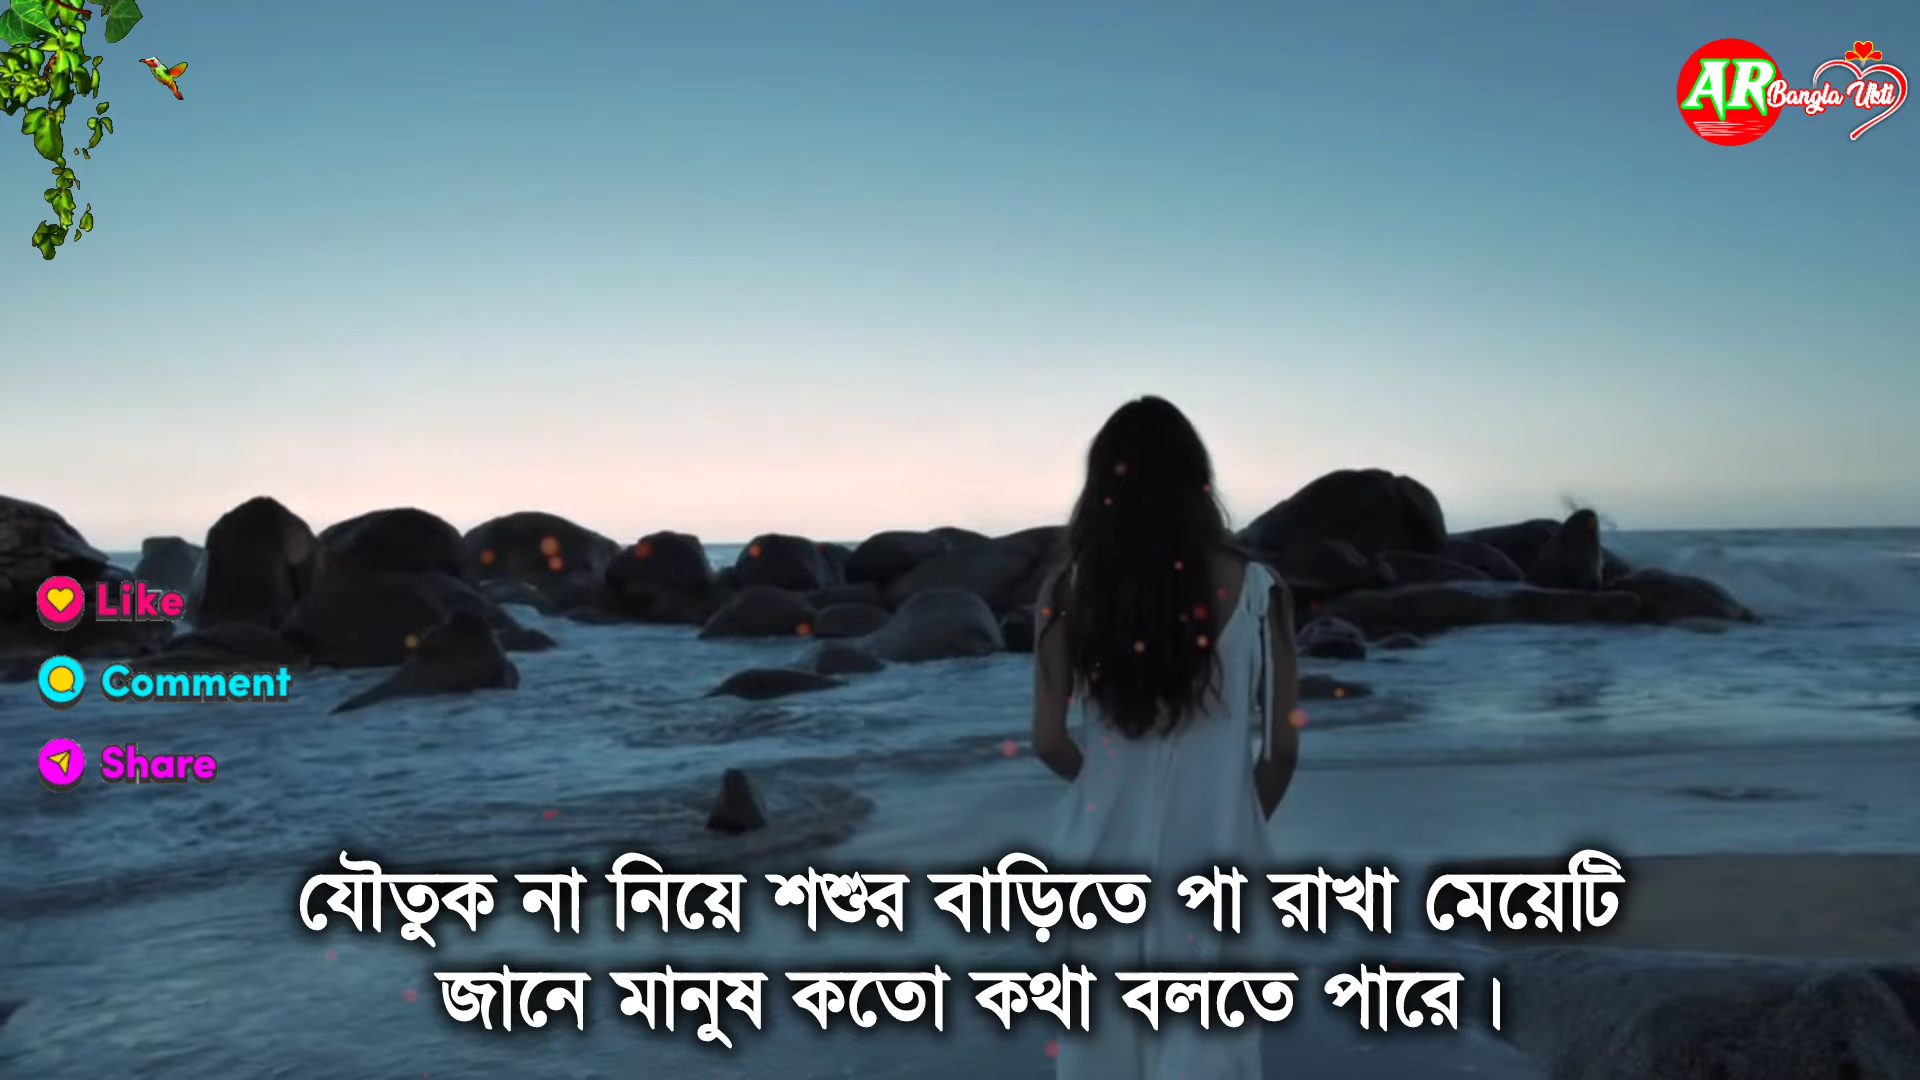 AR Bangla Ukti
Like
Comment
Share
যৌতুক না নিয়ে শশুর বাড়িতে পা রাখা মেয়েটি
জানে মানুষ কতো কথা বলতে পারে।